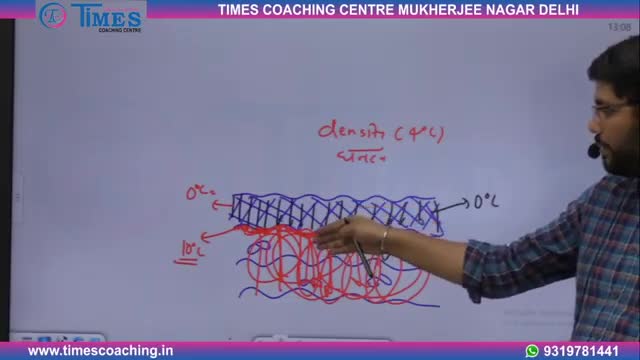 TIMES COACHING CENTRE MUKHERJEE NAGAR DELHI
TIMES
COACHING CENTRE
13:08
density (4°C)
घनत्व
0°C
0°C
10°C
www.timescoaching.in
9319781441